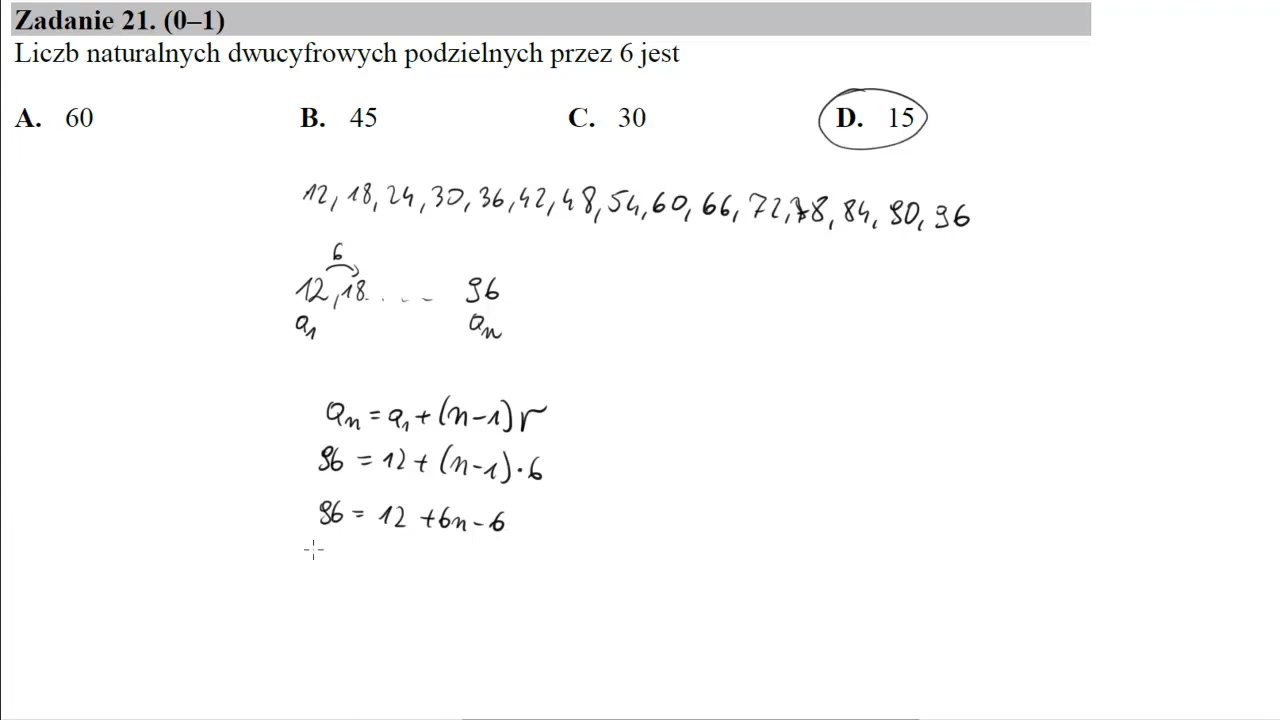 Zadanie 21. (0–1)
Liczb naturalnych dwucyfrowych podzielnych przez 6 jest
A. 60 B. 45 C. 30 D. 15
12, 18, 24, 30, 36, 42, 48, 54, 60, 66, 72, 78, 84, 90, 96
6
12, 18 . . . . 96
a₁ aₙ
aₙ = a₁ + (n-1) r
96 = 12 + (n-1) · 6
96 = 12 + 6n - 6